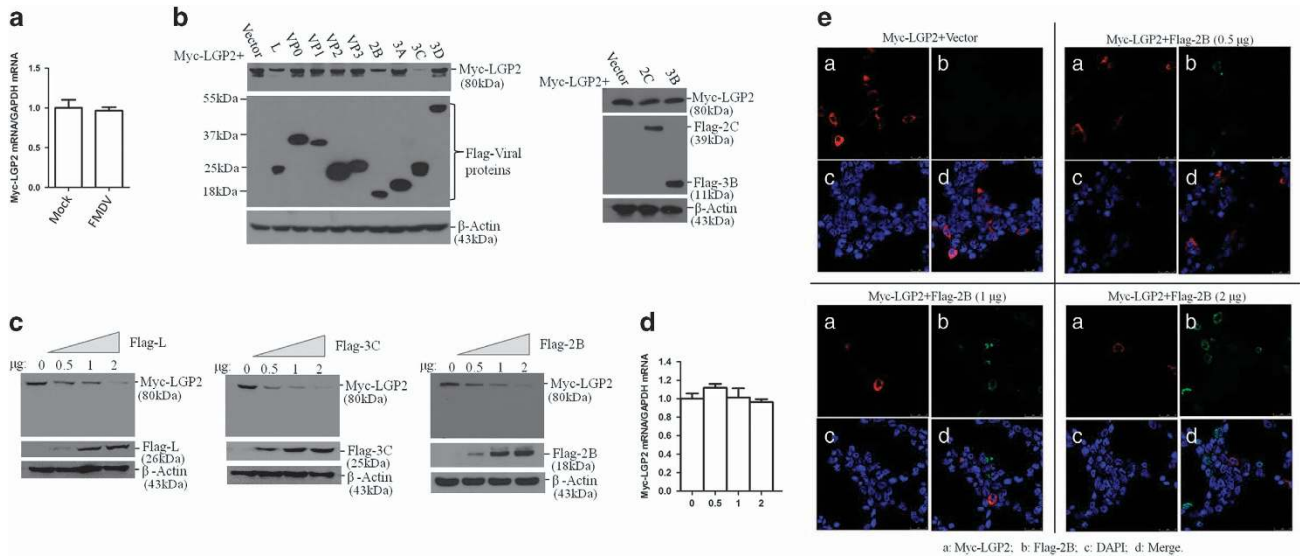 a
Myc-LGP2 mRNA/GAPDH mRNA
1.5
1.0
0.5
0.0
Mock
FMDV
b
Myc-LGP2+
Vector
L
VP0
VP1
VP2
VP3
2B
3A
3C
3D
Myc-LGP2
(80kDa)
55kDa
37kDa
25kDa
18kDa
Flag-Viral
proteins
β-Actin
(43kDa)
Myc-LGP2+
Vector
2C
3B
Myc-LGP2
(80kDa)
Flag-2C
(39kDa)
Flag-3B
(11kDa)
β-Actin
(43kDa)
c
Flag-L
μg: 0 0.5 1 2
Myc-LGP2
(80kDa)
Flag-L
(26kDa)
β-Actin
(43kDa)
Flag-3C
μg: 0 0.5 1 2
Myc-LGP2
(80kDa)
Flag-3C
(25kDa)
β-Actin
(43kDa)
Flag-2B
μg: 0 0.5 1 2
Myc-LGP2
(80kDa)
Flag-2B
(18kDa)
β-Actin
(43kDa)
d
Myc-LGP2 mRNA/GAPDH mRNA
1.4
1.2
1.0
0.8
0.6
0.4
0.2
0.0
0 0.5 1 2
e
Myc-LGP2+Vector
a
b
c
d
Myc-LGP2+Flag-2B (0.5 μg)
a
b
c
d
Myc-LGP2+Flag-2B (1 μg)
a
b
c
d
Myc-LGP2+Flag-2B (2 μg)
a
b
c
d
a: Myc-LGP2; b: Flag-2B; c: DAPI; d: Merge.